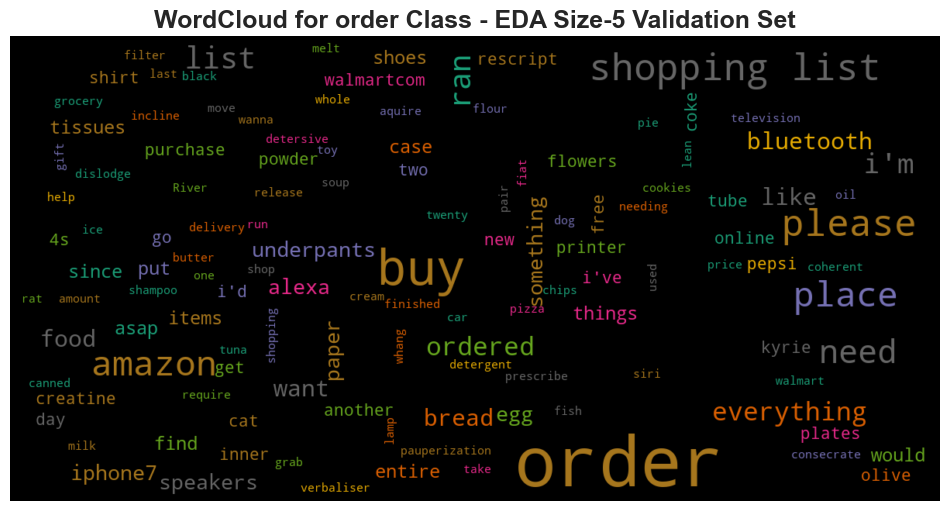 WordCloud for order Class - EDA Size-5 Validation Set
melt
filter
list
shoes
rescript
shopping list
shirt
last
black
walmartcom
ran
grocery
whole
move
aquire
flour
coke
television
incline
wanna
tissues
detersive
pie
bluetooth
gift
purchase
toy
case
powder
two
fiat
flowers
lean
i'm
dislodge
River
soup
help
release
pair
cookies
tube
like
oil
free
needing
something
twenty
dog
please
4s
ice
delivery
run
go
new
printer
online
butter
underpants
since
put
one
shop
buy
i've
used
price
pepsi
coherent
rat
amount
shampoo
i'd
alexa
cream
finished
chips
pizza
things
place
items
car
asap
food
shopping
paper
whang
ordered
tuna
kyrie
need
amazon
get
detergent
prescribe
siri
canned
walmart
creatine
require
want
another
fish
day
cat
lamp
bread
egg
everything
plates
milk
find
inner
pauperization
order
consecrate
would
grab
iphone7
speakers
verbaliser
entire
take
olive